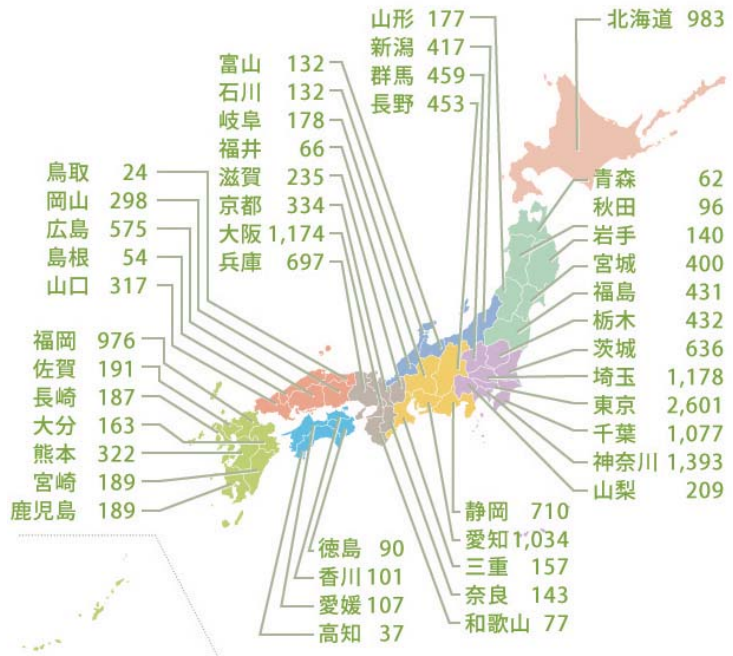 北海道 983
山形 177
新潟 417
群馬 459
長野 453
富山 132
石川 132
岐阜 178
福井 66
滋賀 235
京都 334
大阪 1,174
兵庫 697
鳥取 24
岡山 298
広島 575
島根 54
山口 317
青森 62
秋田 96
岩手 140
宮城 400
福島 431
栃木 432
茨城 636
埼玉 1,178
東京 2,601
千葉 1,077
神奈川 1,393
山梨 209
福岡 976
佐賀 191
長崎 187
大分 163
熊本 322
宮崎 189
鹿児島 189
静岡 710
愛知 1,034
三重 157
奈良 143
和歌山 77
徳島 90
香川 101
愛媛 107
高知 37